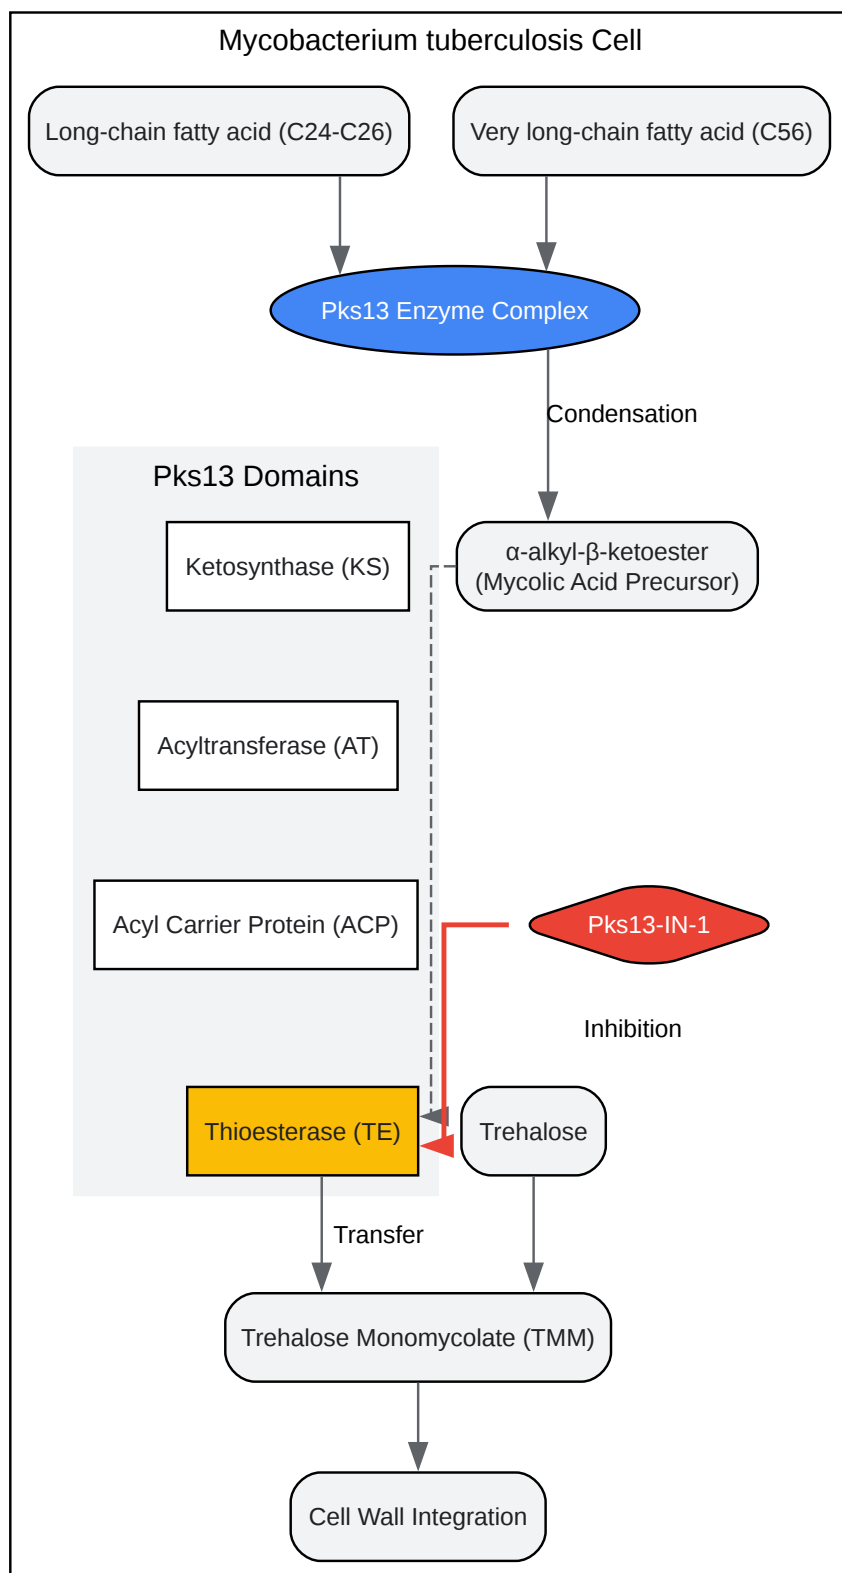 Mycobacterium tuberculosis Cell
Long-chain fatty acid (C24-C26)
Very long-chain fatty acid (C56)
Pks13 Enzyme Complex
Condensation
Pks13 Domains
Ketosynthase (KS)
α-alkyl-β-ketoester
(Mycolic Acid Precursor)
Acyltransferase (AT)
Acyl Carrier Protein (ACP)
Pks13-IN-1
Inhibition
Thioesterase (TE)
Trehalose
Transfer
Trehalose Monomycolate (TMM)
Cell Wall Integration